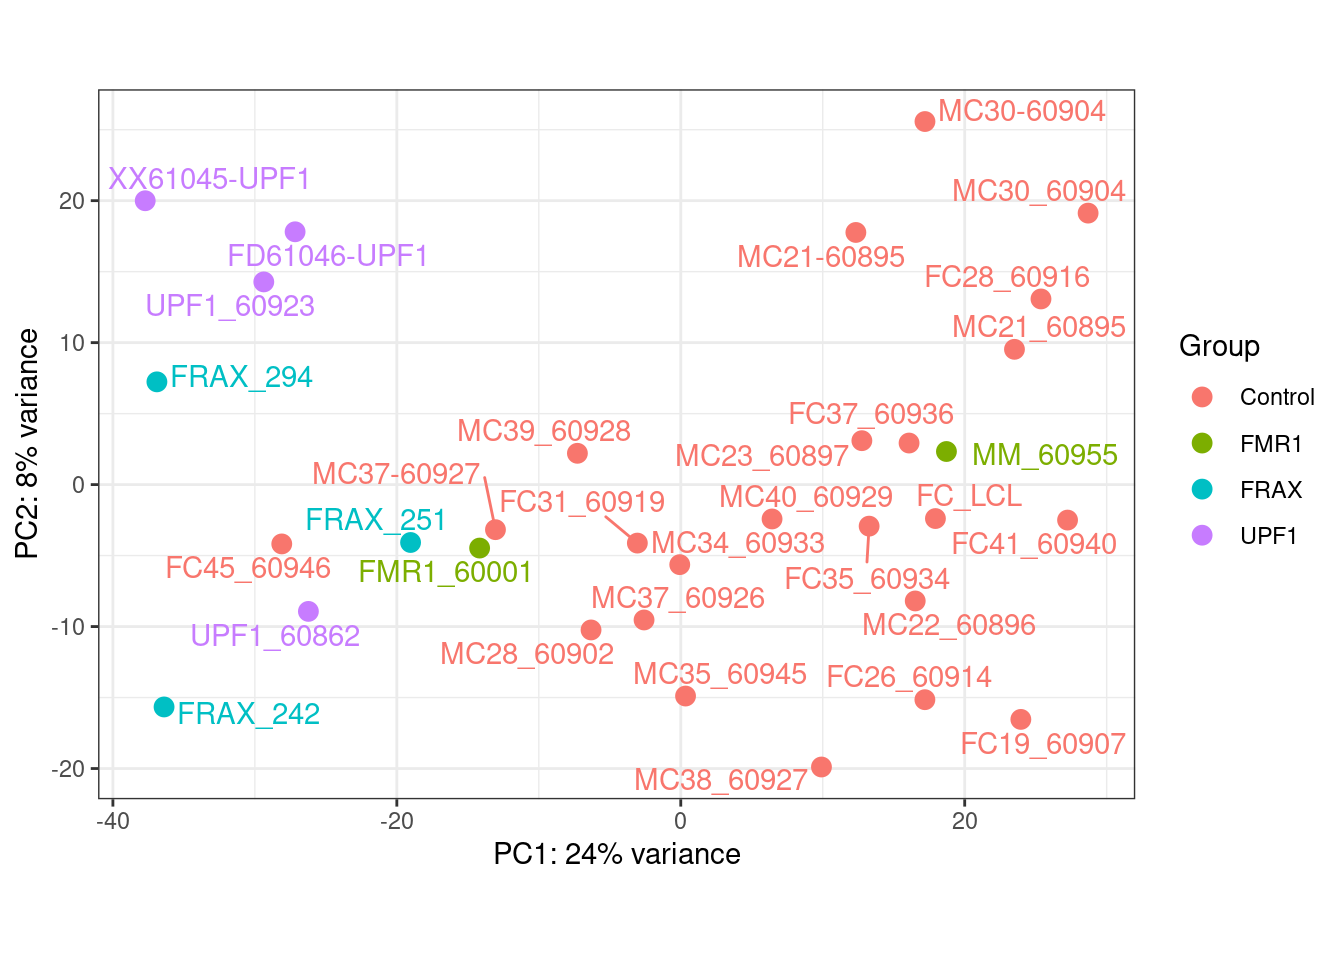 MC30-60904
XX61045-UPF1
MC30_60904
20
FD61046-UPF1
MC21-60895
FC28_60916
UPF1_60923
MC21_60895
10
Group
FRAX_294
Control
FC37_60936
MC39_60928
FMR1
MC23_60897
MM_60955
MC37-60927
0
FRAX
FC31_60919
MC40_60929
FC_LCL
FRAX_251
UPF1
MC34_60933
FC41_60940
FC45_60946
FMR1_60001
FC35_60934
MC37_60926
-10
MC22_60896
UPF1_60862
MC28_60902
MC35_60945
FC26_60914
FRAX_242
FC19_60907
-20
MC38_60927
PC2: 8% variance
-40
-20
0
20
PC1: 24% variance